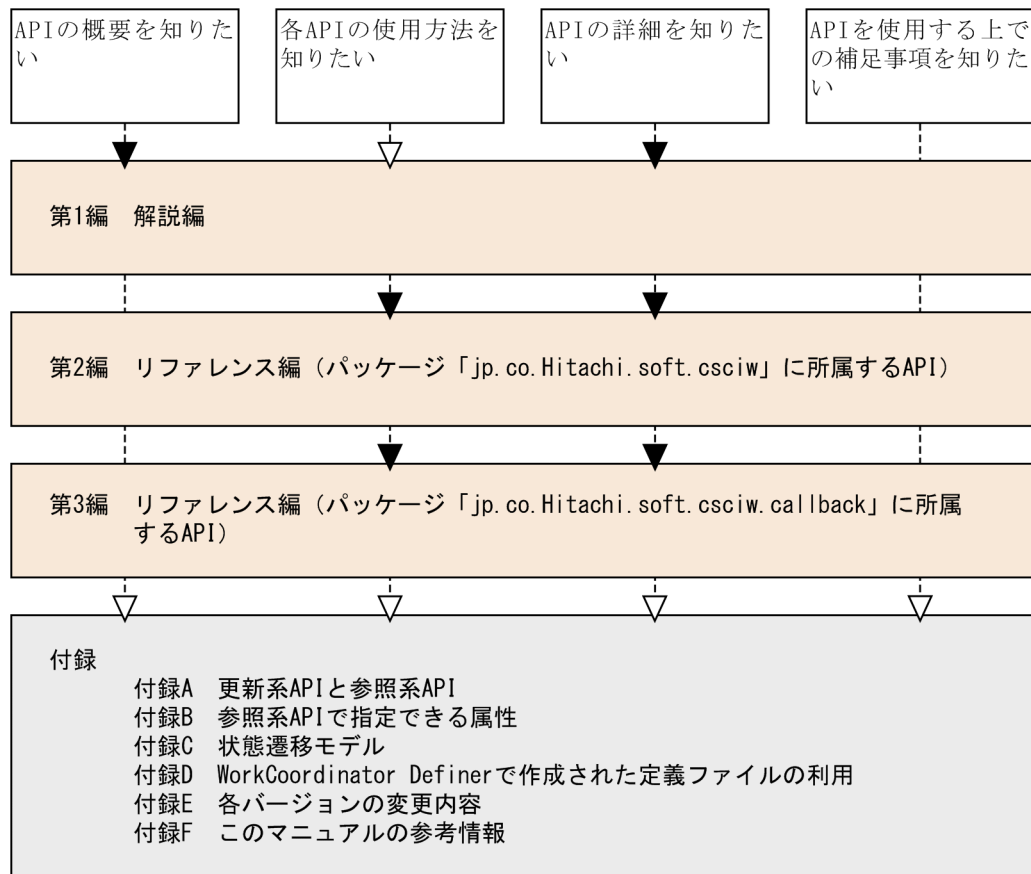 APIの概要を知りた
い
各APIの使用方法を
知りたい
APIの詳細を知りた
い
APIを使用する上で
の補足事項を知りた
い
第1編 解説編
第2編 リファレンス編（パッケージ「jp.co.Hitachi.soft.csciw」に所属するAPI）
第3編 リファレンス編（パッケージ「jp.co.Hitachi.soft.csciw.callback」に所属
するAPI）
付録
付録A 更新系APIと参照系API
付録B 参照系APIで指定できる属性
付録C 状態遷移モデル
付録D WorkCoordinator Definerで作成された定義ファイルの利用
付録E 各バージョンの変更内容
付録F このマニュアルの参考情報